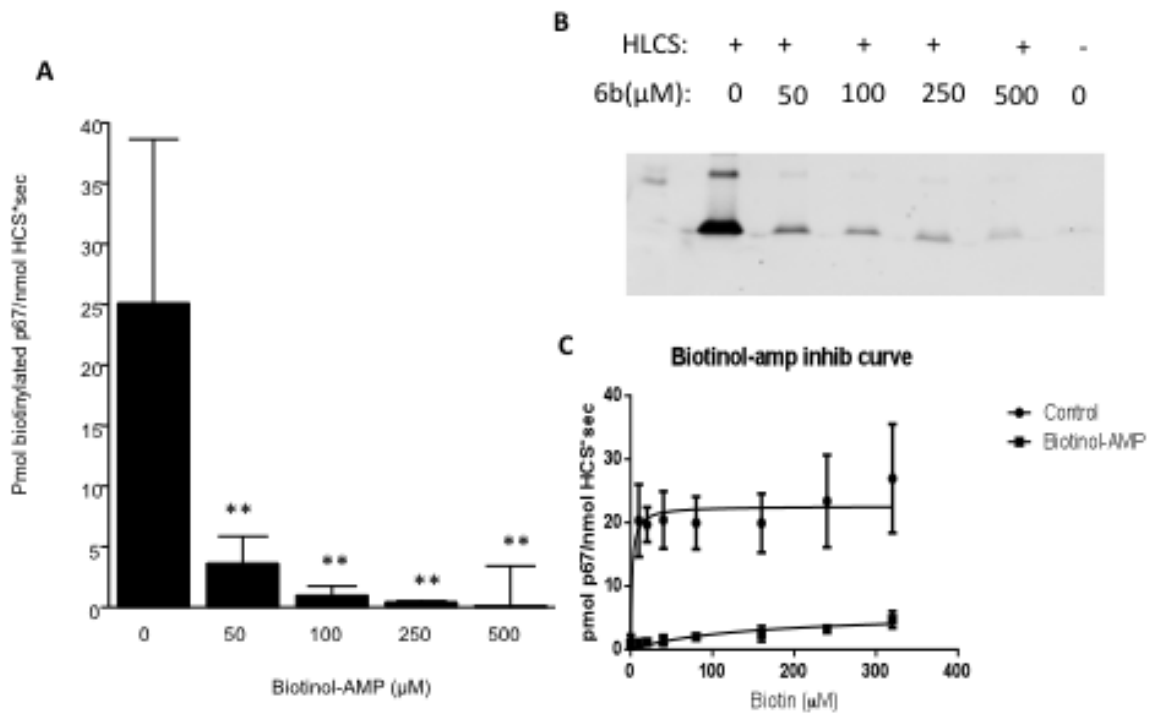 A
Pmol biotinylated p67/nmol HCS*sec
40
35
30
25
20
15
10
5
0
**
**
**
**
0 50 100 250 500
Biotinol-AMP (µM)
B
HLCS: + + + + + -
6b(µM): 0 50 100 250 500 0
C
Biotinol-amp inhib curve
pmol p67/nmol HCS*sec
40
30
20
10
0
0 100 200 300 400
Biotin (µM)
Control
Biotinol-AMP